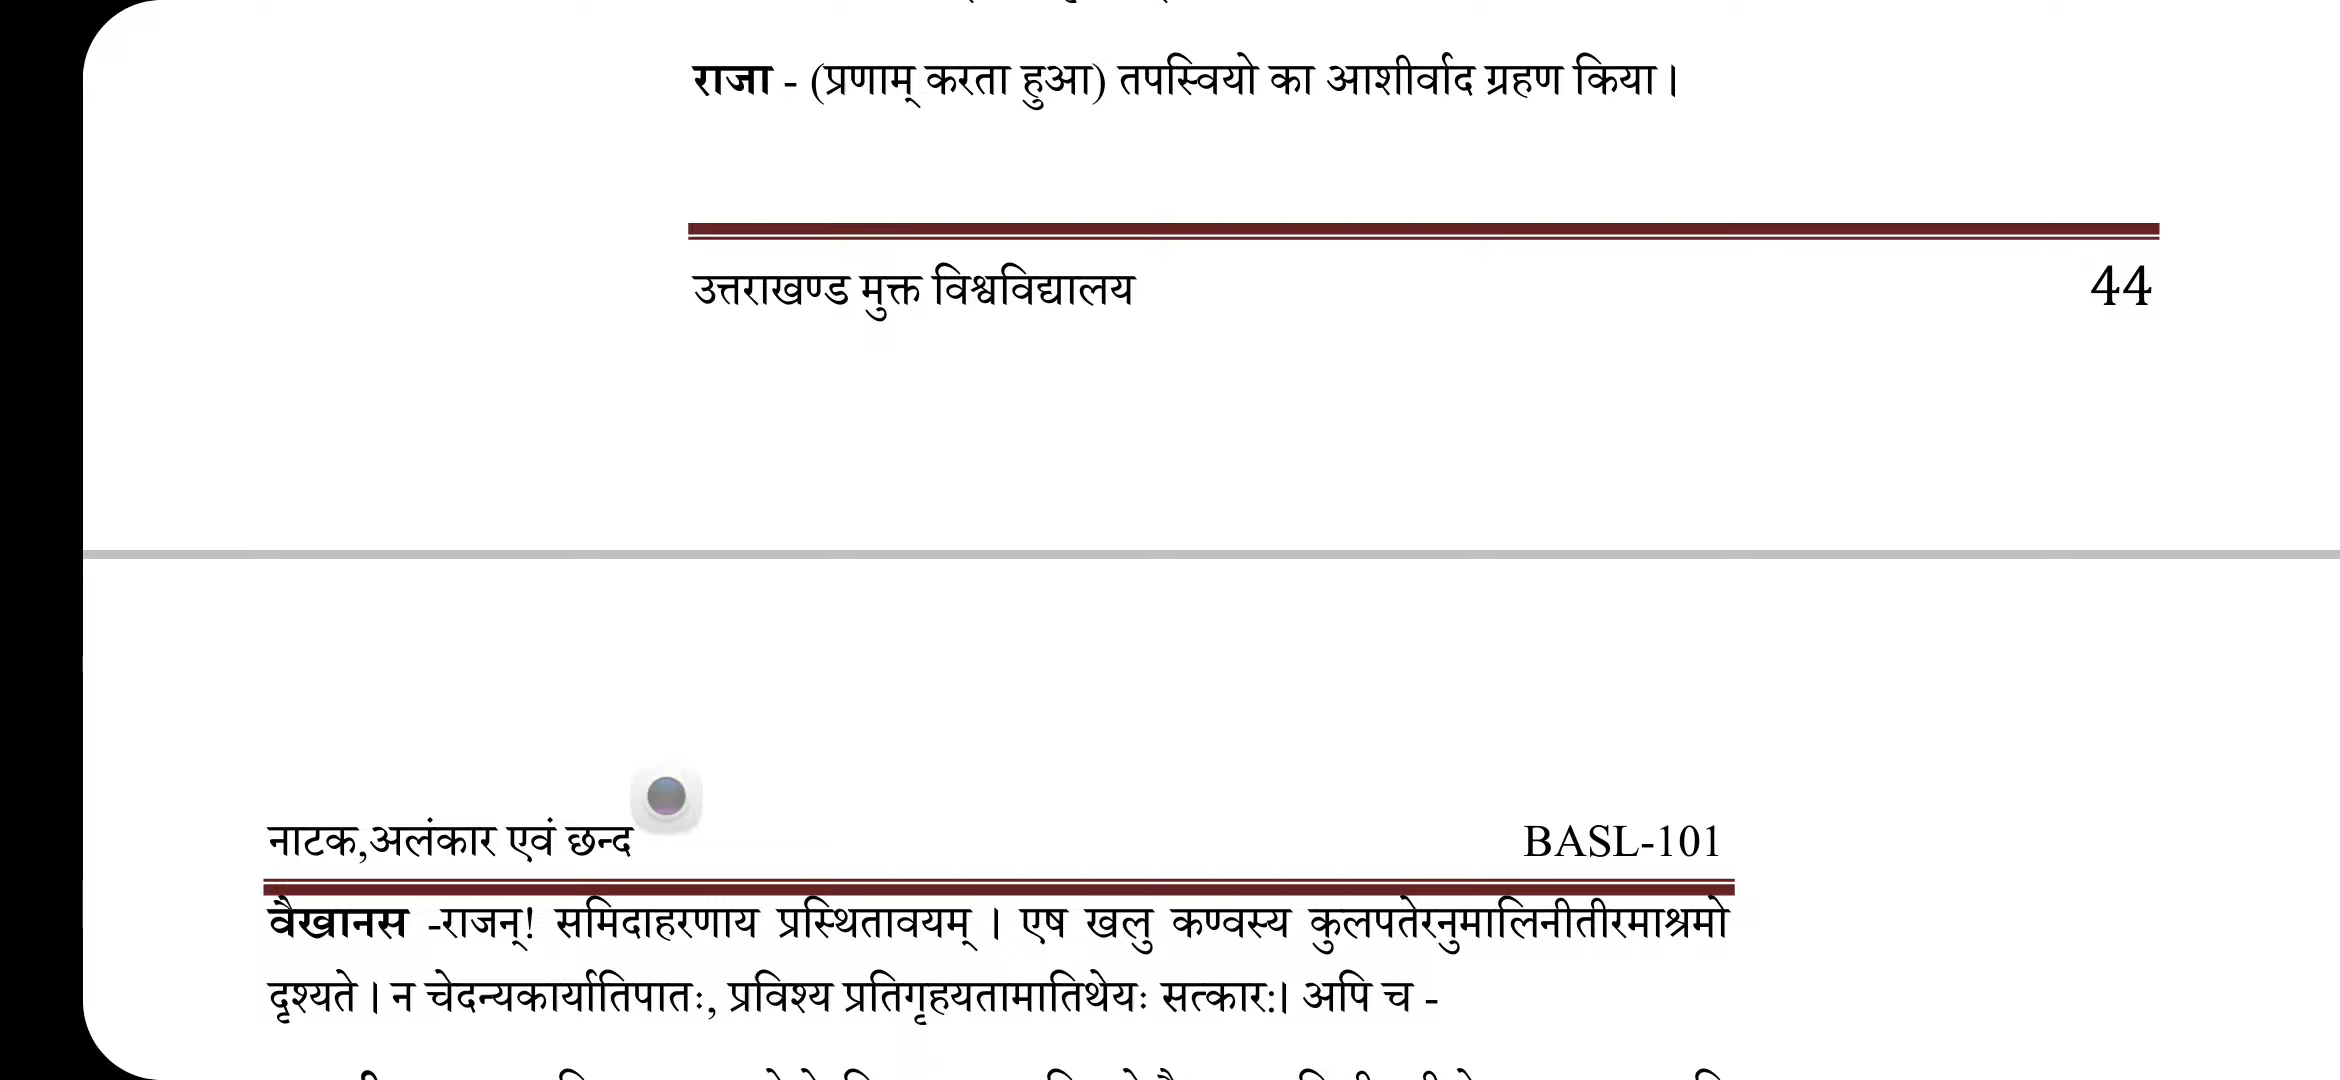 राजा - (प्रणाम् करता हुआ) तपस्वियो का आशीर्वाद ग्रहण किया।
उत्तराखण्ड मुक्त विश्वविद्यालय 44
नाटक,अलंकार एवं छन्द BASL-101
वैखानस -राजन्! समिदाहरणाय प्रस्थितावयम् । एष खलु कण्वस्य कुलपतेरनुमालिनीतीरमाश्रमो
दृश्यते । न चेदन्यकार्यातिपातः, प्रविश्य प्रतिगृहयतामातिथेयः सत्कार:। अपि च -